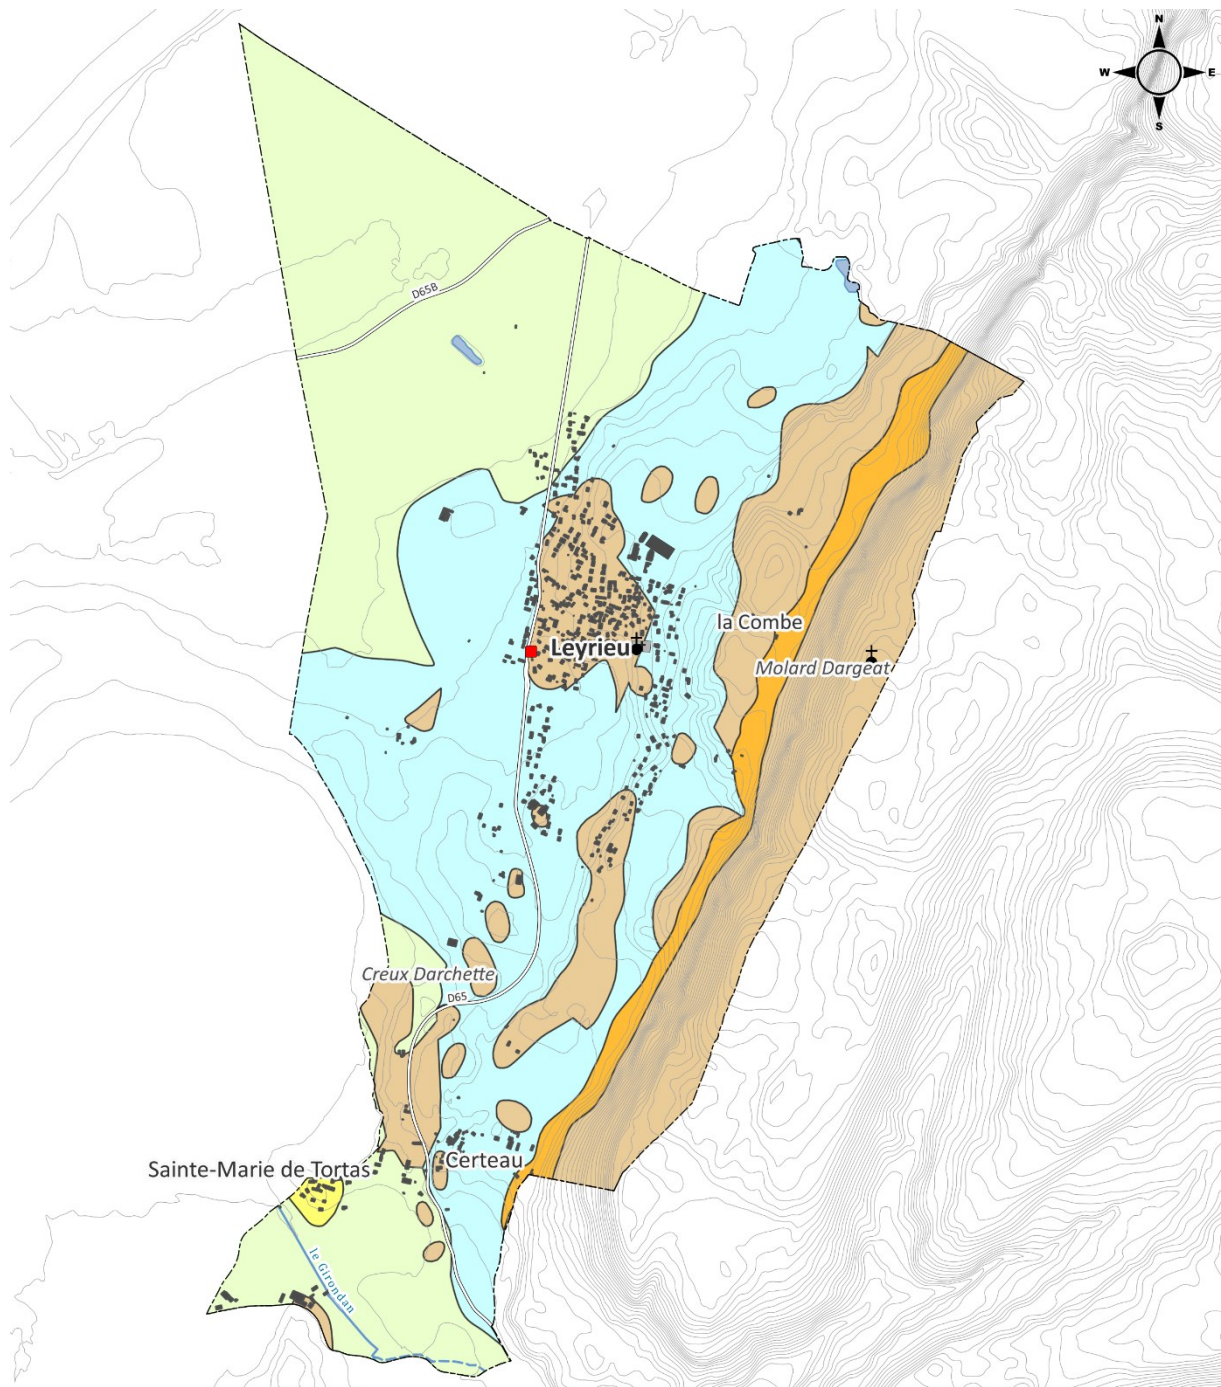 N
W E
S
D65B
la Combe
Leyrieu
Molard Dargeat
Creux Darchette
D65
Certeau
Sainte-Marie de Tortas
le Girondan